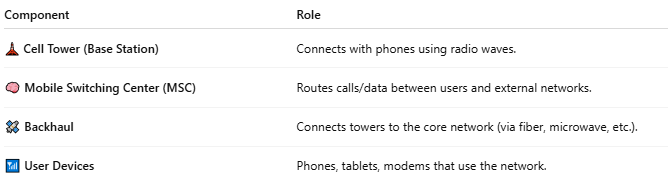 Component Role
Cell Tower (Base Station) Connects with phones using radio waves.
Mobile Switching Center (MSC) Routes calls/data between users and external networks.
Backhaul Connects towers to the core network (via fiber, microwave, etc.).
User Devices Phones, tablets, modems that use the network.